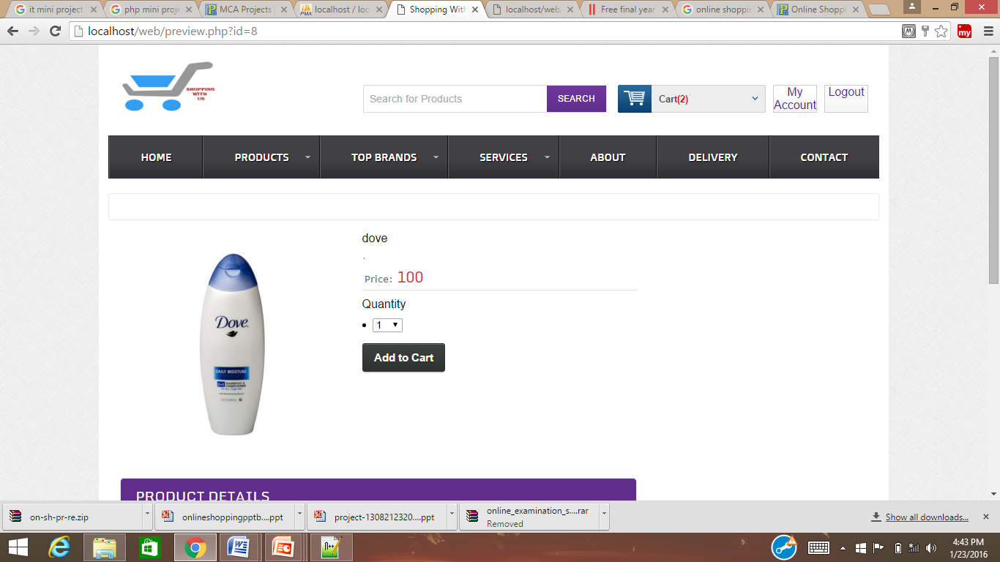 it mini project
php mini proje
MCA Projects
localhost / loc
Shopping With
localhost/web,
Free final year
online shoppin
Online Shoppi
localhost/web/preview.php?id=8
my
SHOPPING
WITH
US
Search for Products
SEARCH
Cart(2)
My
Account
Logout
HOME
PRODUCTS
TOP BRANDS
SERVICES
ABOUT
DELIVERY
CONTACT
dove
.
Price: 100
Quantity
1
Add to Cart
Dove
DAILY MOISTURE
2in1 SHAMPOO &
CONDITIONER
PRODUCT DETAILS
on-sh-pr-re.zip
onlineshoppingpptb....ppt
project-1308212320....ppt
online_examination_s....rar
Removed
Show all downloads...
4:43 PM
1/23/2016